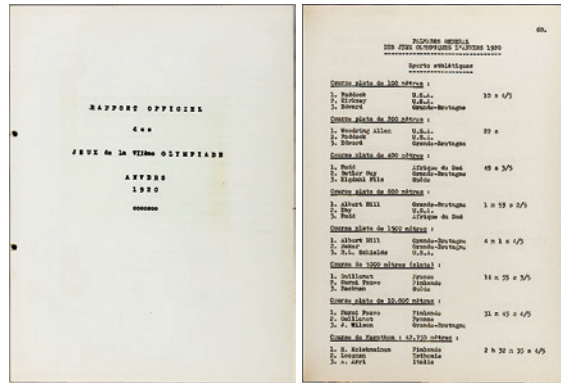 RAPPORT OFFICIEL
des
JEUX de la VIIème OLYMPIADE
ANVERS
1920
60.
PALMARES GENERAL
DES JEUX OLYMPIQUES D'ANVERS 1920
Sports athlétiques
Course plate de 100 mètres :
1. Paddock U.S.A. 10 s 4/5
2. Kirksey U.S.A.
3. Edward Grande-Bretagne
Course plate de 200 mètres :
1. Woodring Allen U.S.A. 22 s
2. Paddock U.S.A.
3. Edward Grande-Bretagne
Course plate de 400 mètres :
1. Rudd Afrique du Sud 49 s 3/5
2. Butler Guy Grande-Bretagne
3. Nils Suède
Course plate de 800 mètres :
1. Albert Hill Grande-Bretagne 1 m 53 s 2/5
2. U.S.A.
3. Rudd Afrique du Sud
Course plate de 1500 mètres :
1. Albert Hill Grande-Bretagne 4 m 1 s 4/5
2. Baker Grande-Bretagne
3. Schields U.S.A.
Course de 5000 mètres (plate) :
1. Guillemot France 14 m 55 s 3/5
2. Nurmi Paavo Finlande
3. Backman Suède
Course plate de 10.000 mètres :
1. Nurmi Paavo Finlande 31 m 45 s 4/5
2. Guillemot France
3. J. Wilson Grande-Bretagne
Course de Marathon : 42.750 mètres :
1. H. Kolehmainen Finlande 2 h 32 m 35 s 4/5
2. Lossman Esthonie
3. Arri Italie